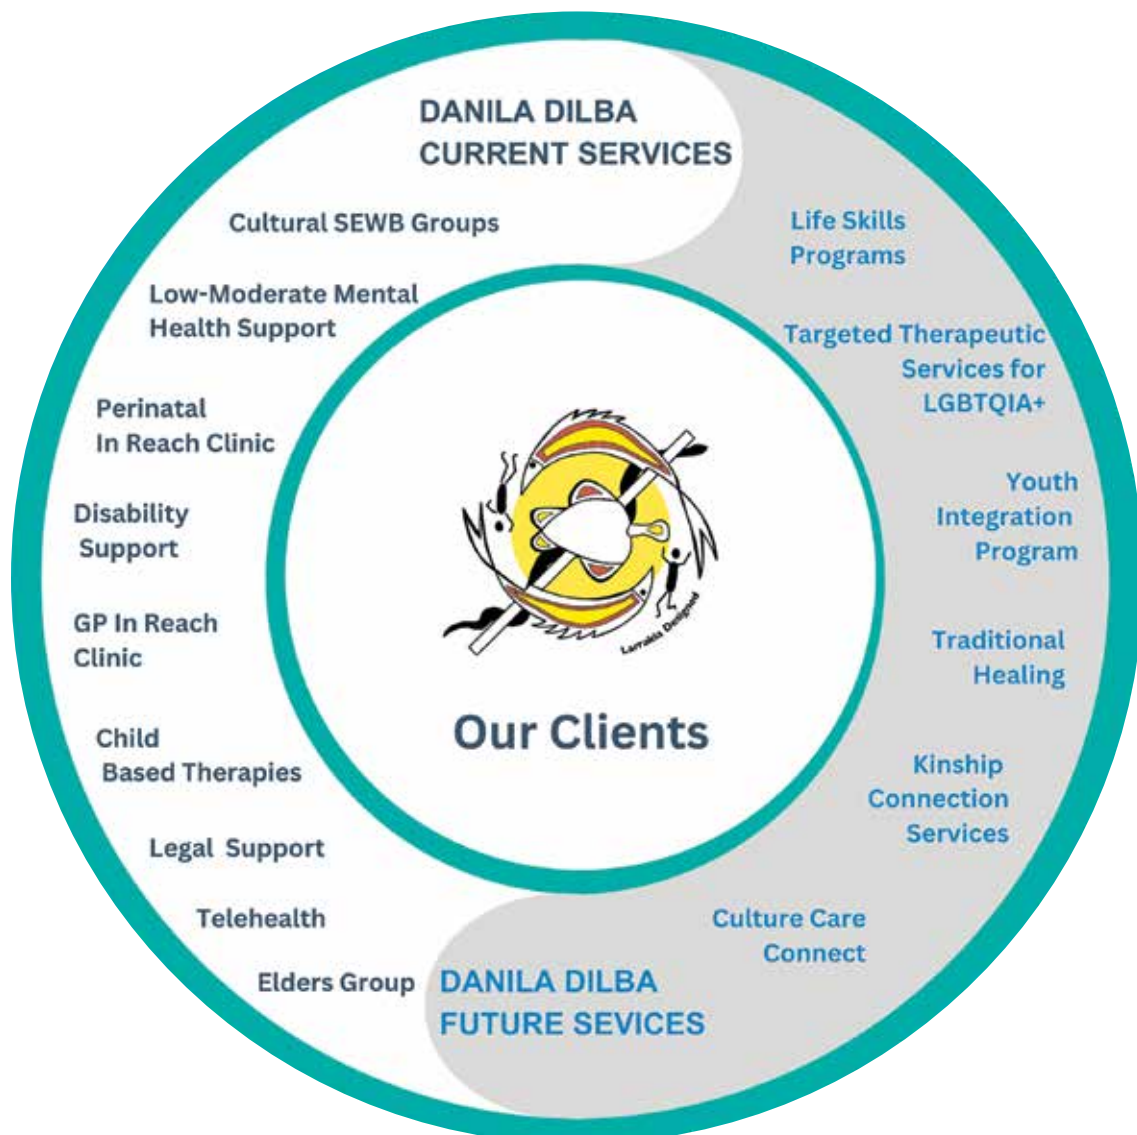 DANILA DILBA
CURRENT SERVICES
Cultural SEWB Groups
Low-Moderate Mental
Health Support
Perinatal
In Reach Clinic
Disability
Support
GP In Reach
Clinic
Child
Based Therapies
Legal Support
Telehealth
Elders Group
Life Skills
Programs
Targeted Therapeutic
Services for
LGBTQIA+
Youth
Integration
Program
Traditional
Healing
Kinship
Connection
Services
Culture Care
Connect
DANILA DILBA
FUTURE SEVICES
Larrakia Designed
Our Clients